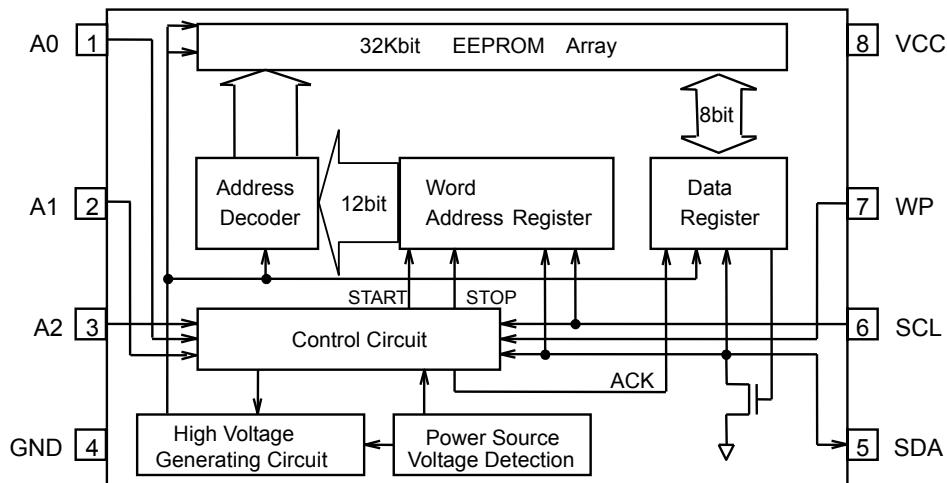 A0
1
32Kbit EEPROM Array
8
VCC
8bit
A1
2
Address
Decoder
12bit
Word
Address Register
Data
Register
7
WP
START
STOP
A2
3
Control Circuit
6
SCL
ACK
GND
4
High Voltage
Generating Circuit
Power Source
Voltage Detection
5
SDA